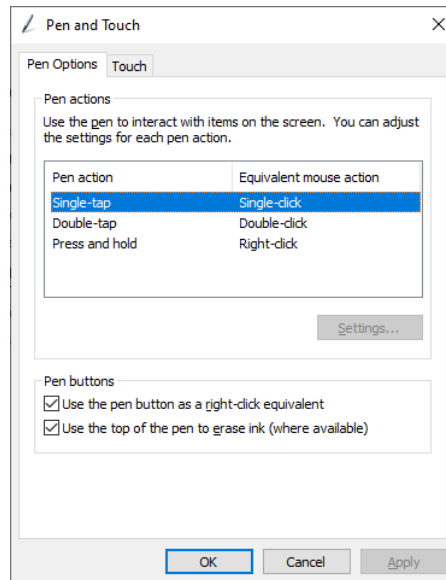 Pen and Touch
Pen Options Touch
Pen actions
Use the pen to interact with items on the screen.  You can adjust
the settings for each pen action.
Pen action Equivalent mouse action
Single-tap Single-click
Double-tap Double-click
Press and hold Right-click
Settings...
Pen buttons
Use the pen button as a right-click equivalent
Use the top of the pen to erase ink (where available)
OK Cancel Apply